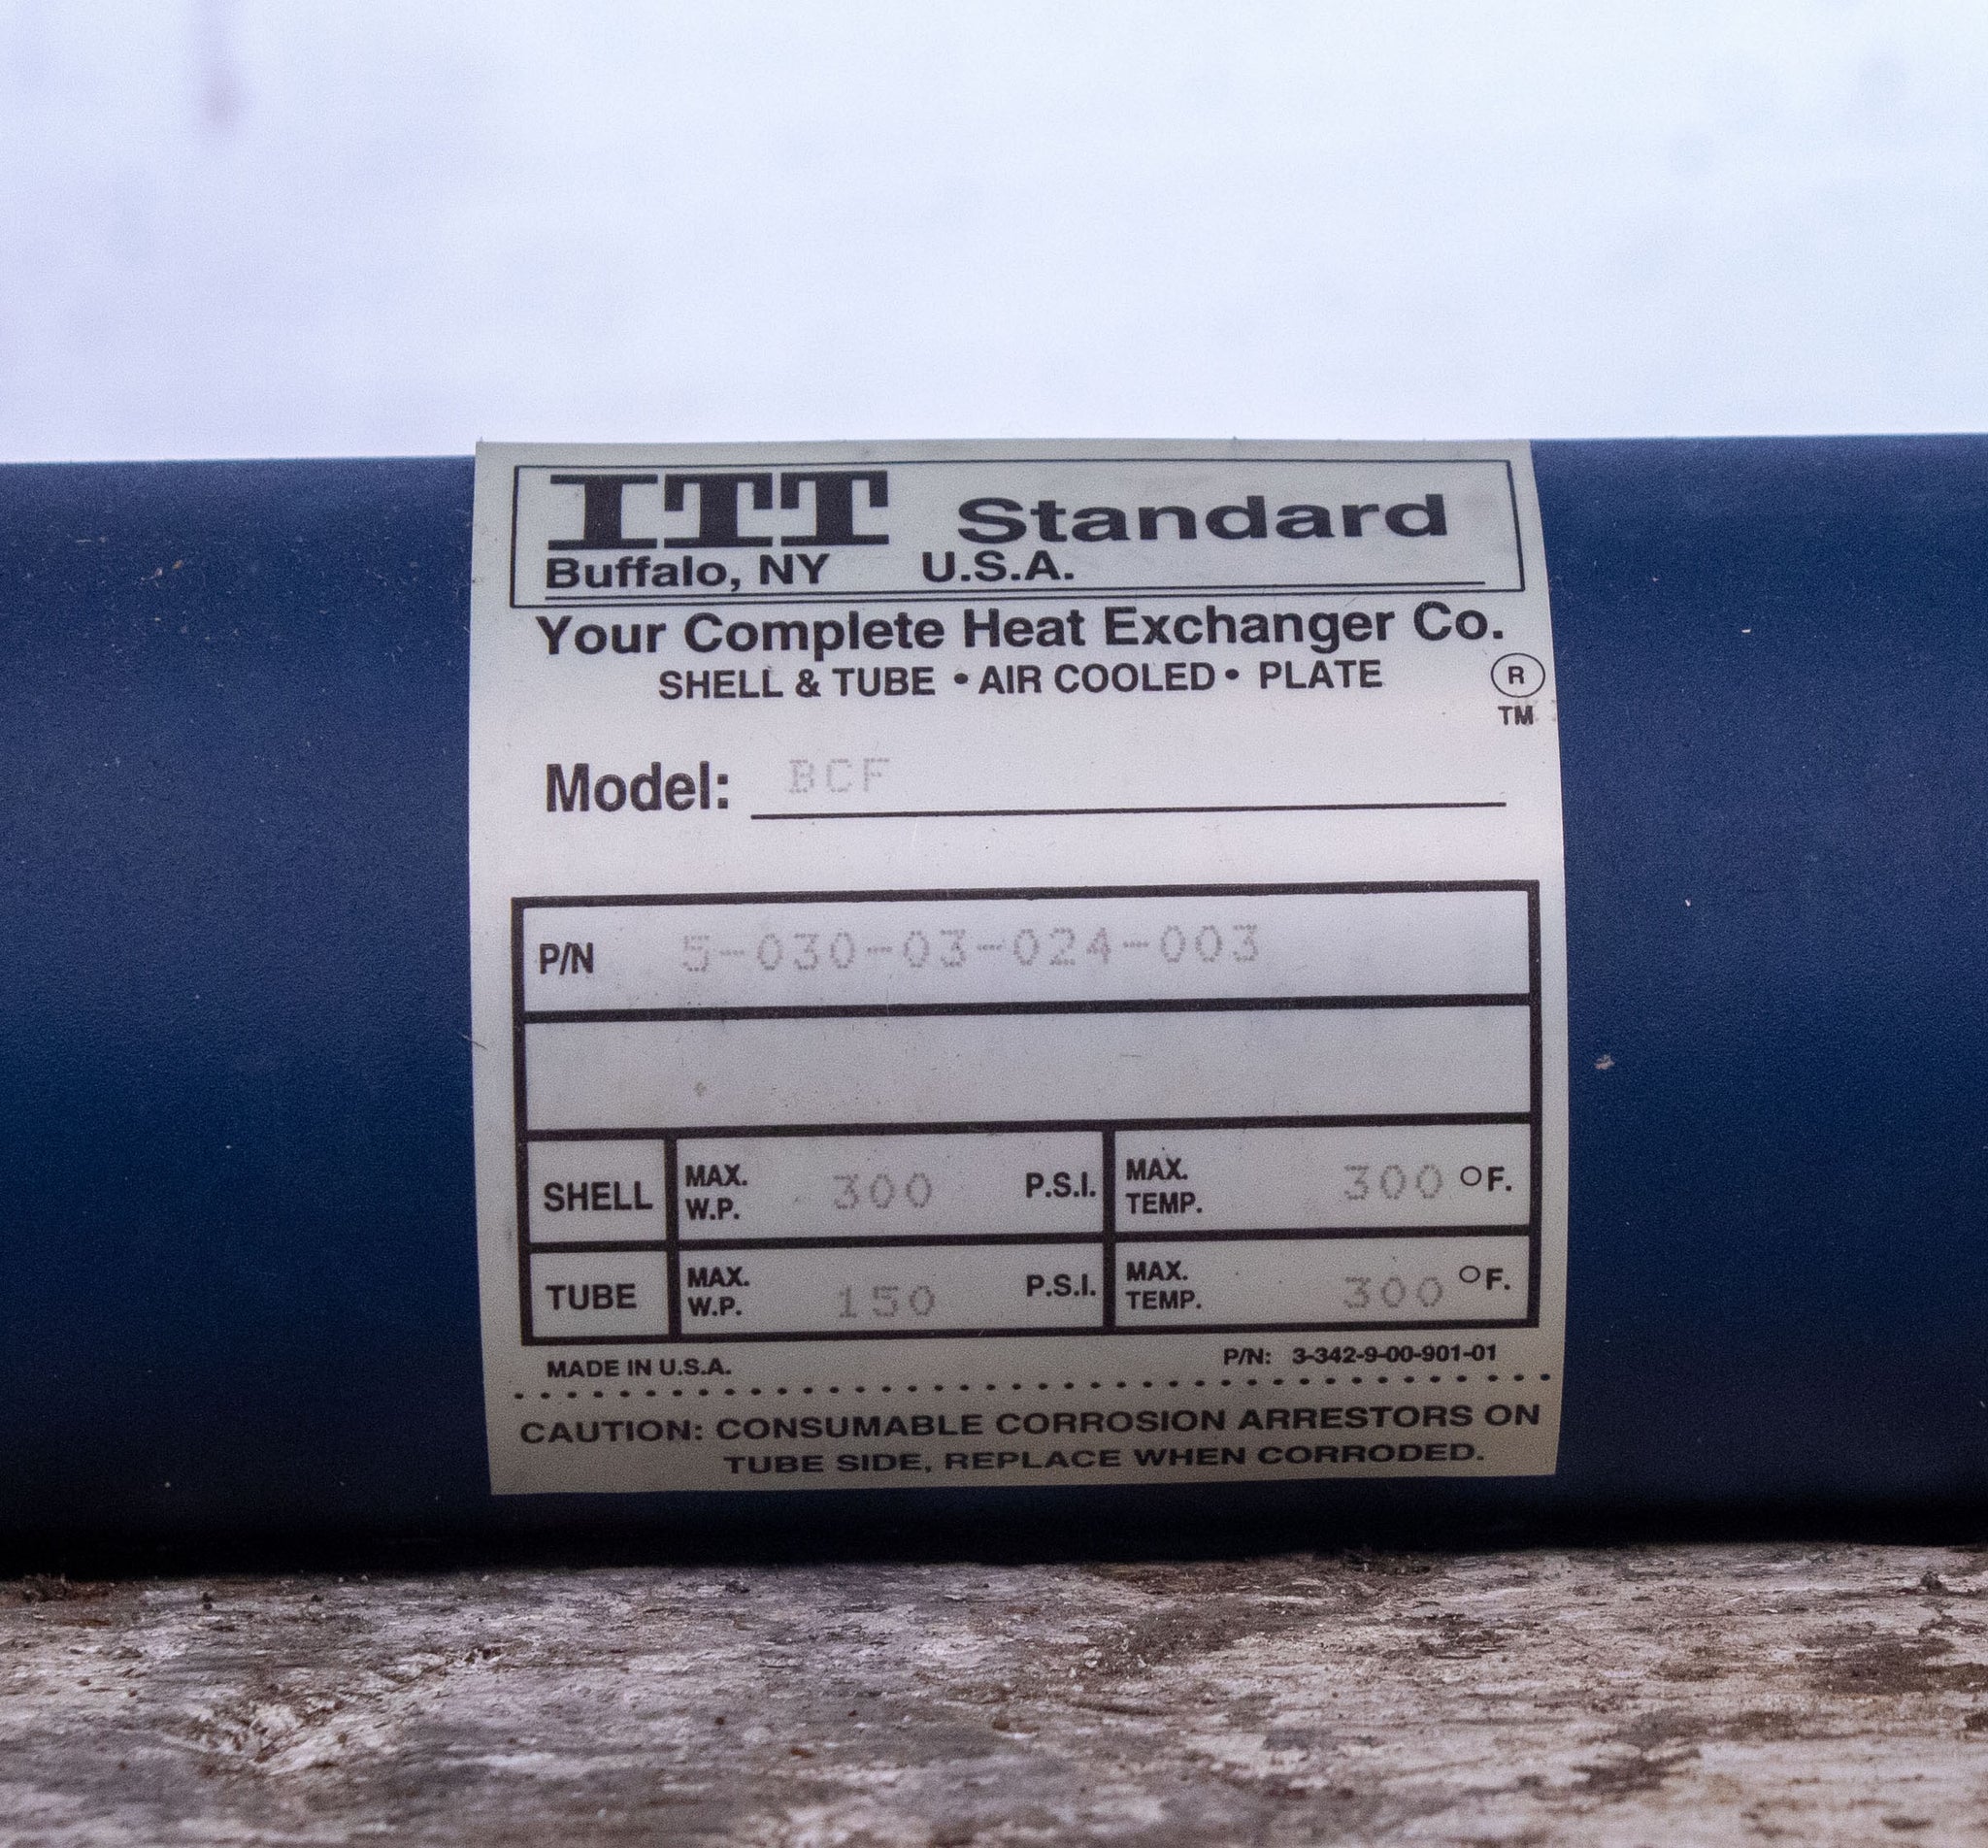 ITT Standard
Buffalo, NY U.S.A.
Your Complete Heat Exchanger Co.
SHELL & TUBE • AIR COOLED • PLATE ®
TM
Model: BCF
P/N 5-030-03-024-003
SHELL MAX. W.P. 300 P.S.I. MAX. TEMP. 300 °F.
TUBE MAX. W.P. 150 P.S.I. MAX. TEMP. 300 °F.
MADE IN U.S.A. P/N: 3-342-9-00-901-01
CAUTION: CONSUMABLE CORROSION ARRESTORS ON
TUBE SIDE, REPLACE WHEN CORRODED.